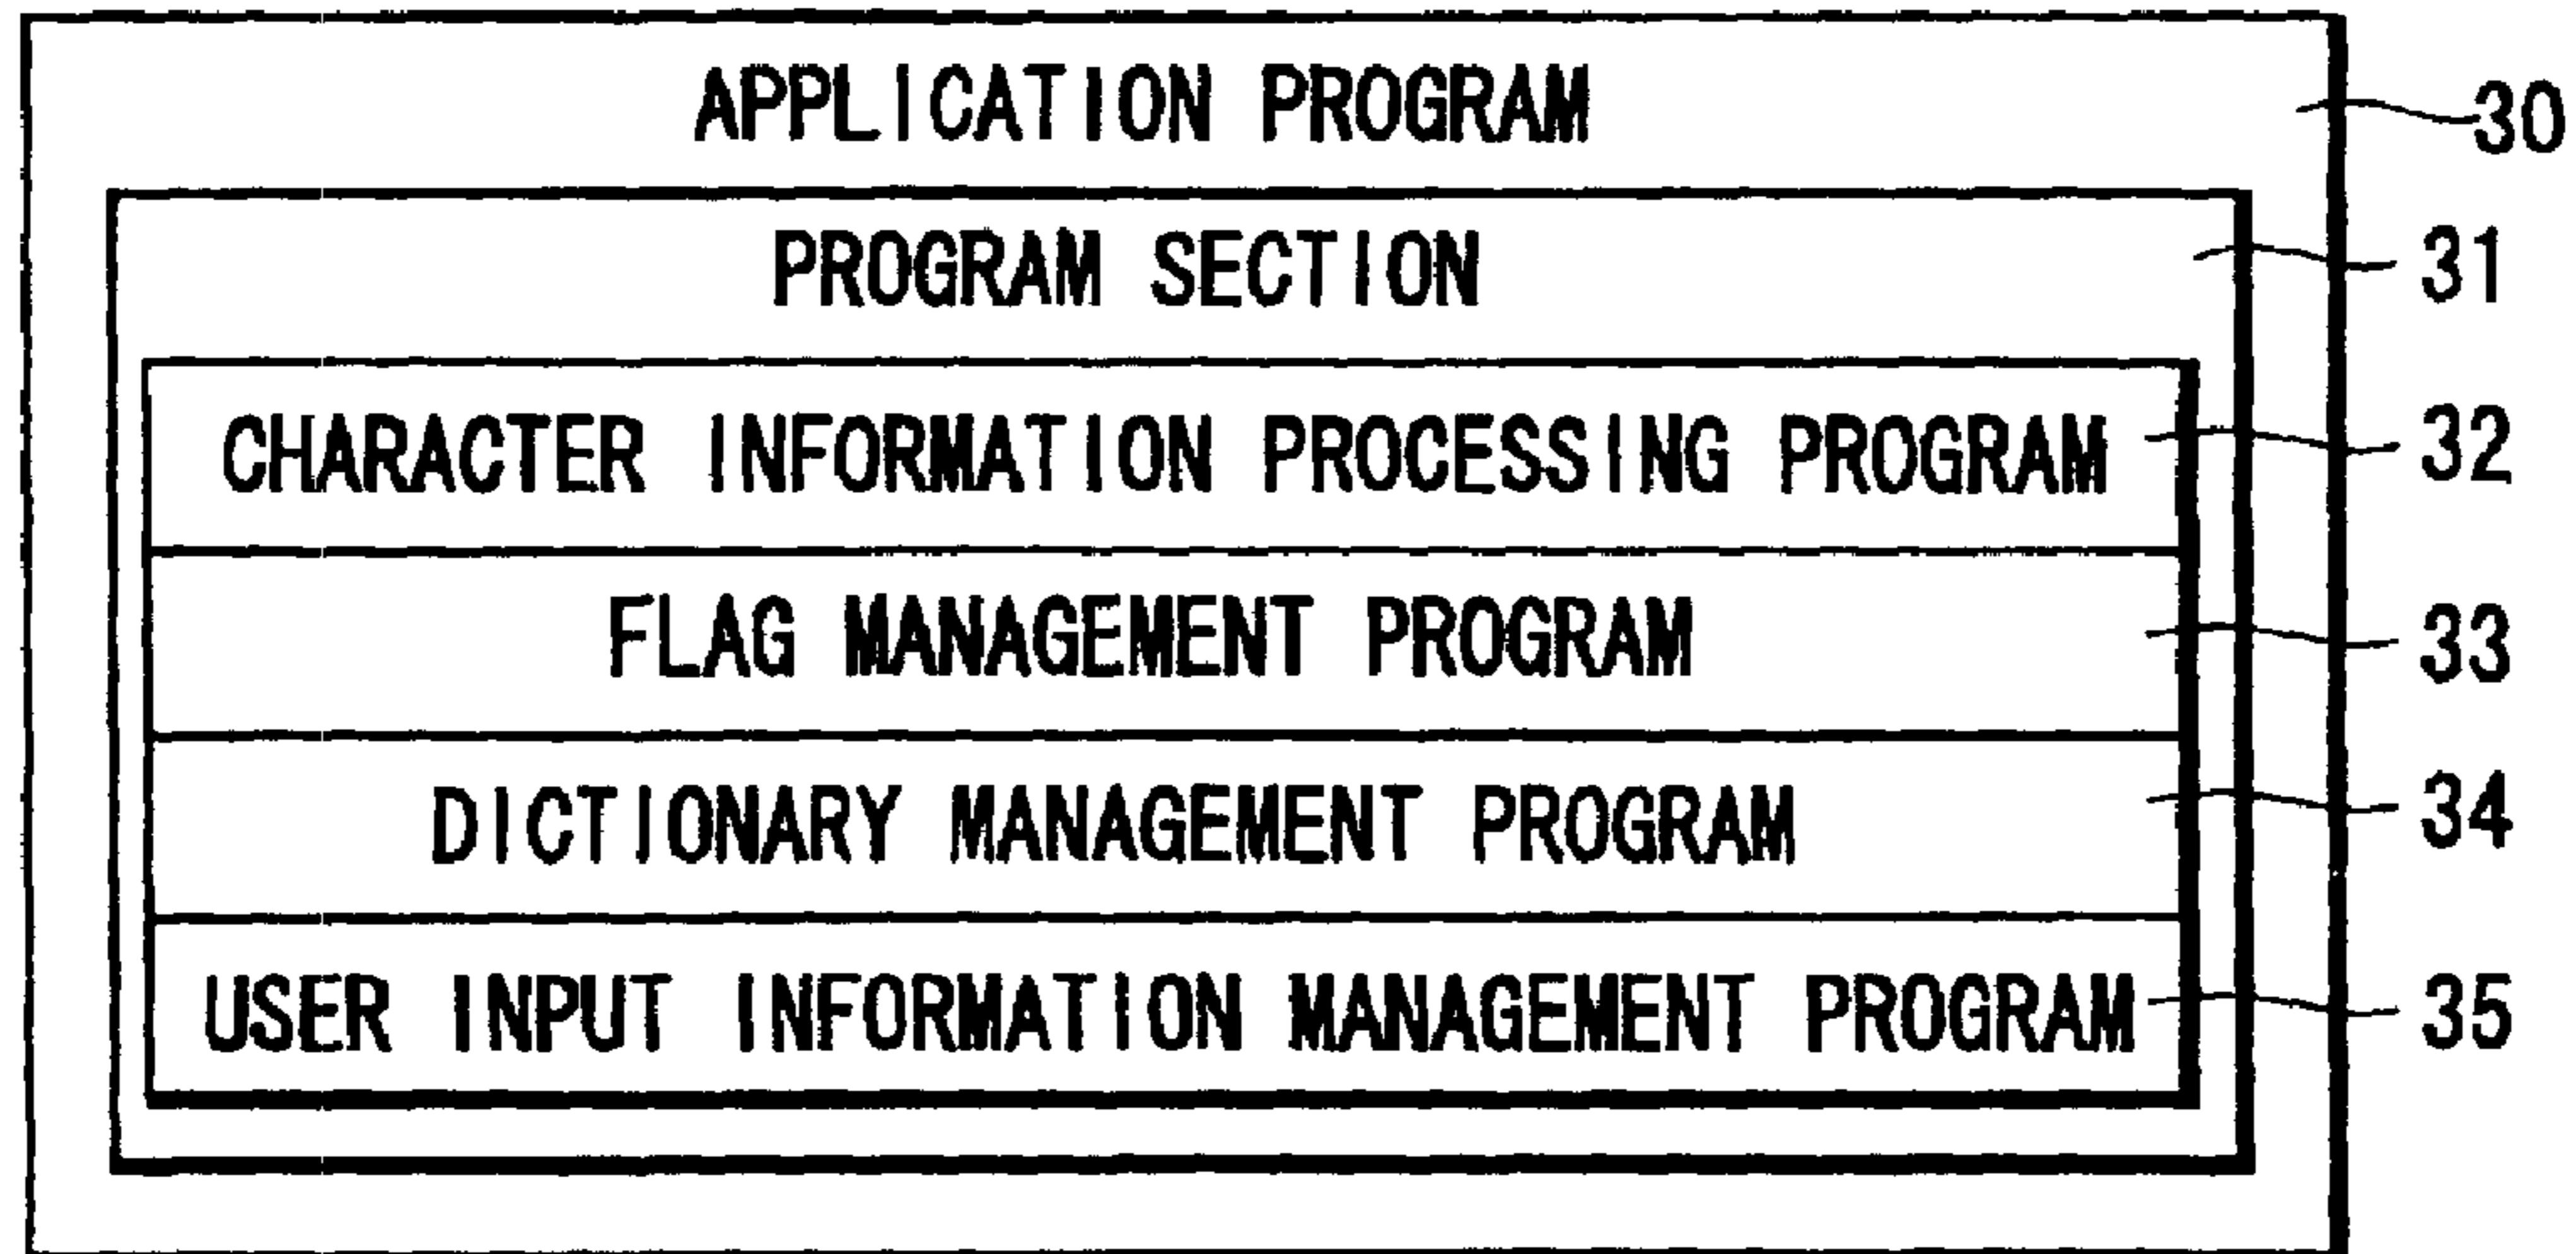 APPLICATION PROGRAM 30
PROGRAM SECTION 31
CHARACTER INFORMATION PROCESSING PROGRAM 32
FLAG MANAGEMENT PROGRAM 33
DICTIONARY MANAGEMENT PROGRAM 34
USER INPUT INFORMATION MANAGEMENT PROGRAM 35